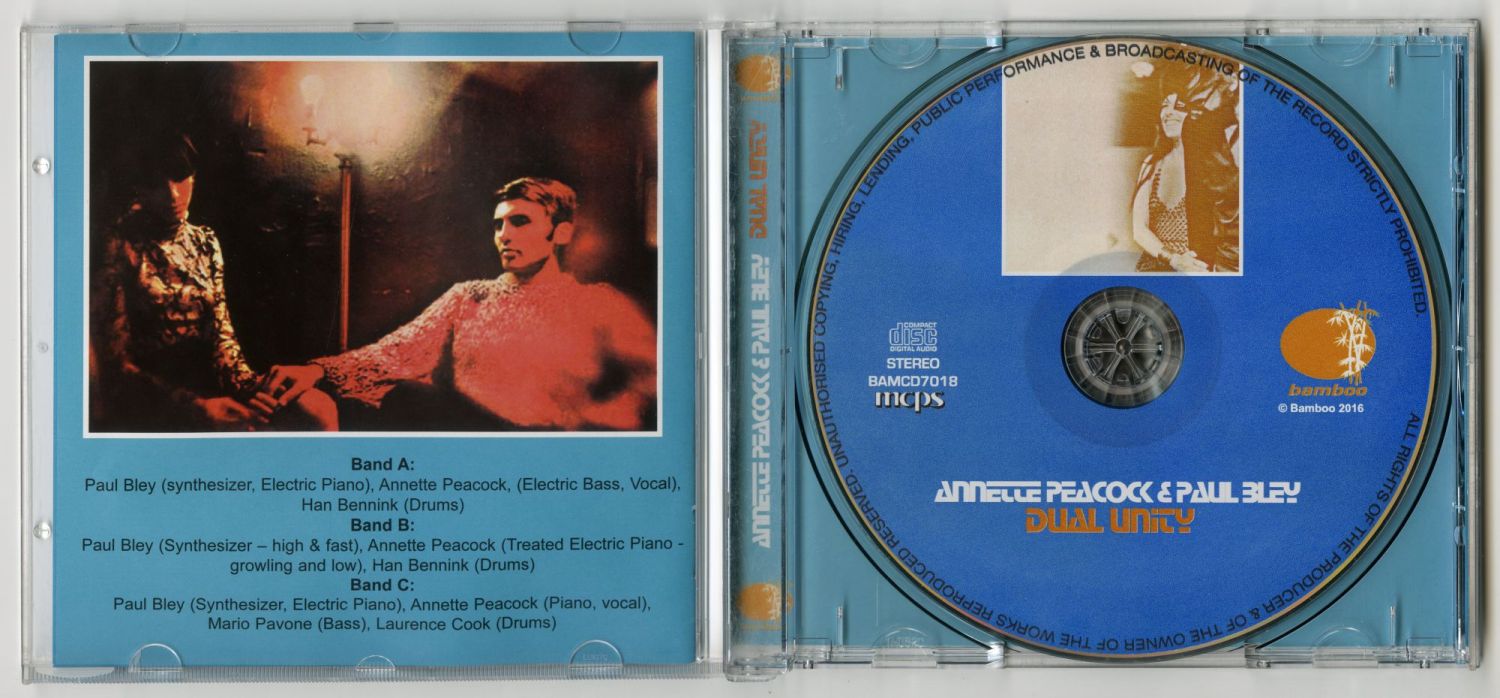 Band A:
Paul Bley (synthesizer, Electric Piano), Annette Peacock, (Electric Bass, Vocal),
Han Bennink (Drums)
Band B:
Paul Bley (Synthesizer – high & fast), Annette Peacock (Treated Electric Piano -
growling and low), Han Bennink (Drums)
Band C:
Paul Bley (Synthesizer, Electric Piano), Annette Peacock (Piano, vocal),
Mario Pavone (Bass), Laurence Cook (Drums)
ANNETTE PEACOCK & PAUL BLEY DUAL UNITY
ALL RIGHTS OF THE PRODUCER & OF THE OWNER OF THE WORKS REPRODUCED RESERVED. UNAUTHORISED COPYING, HIRING, LENDING, PUBLIC PERFORMANCE & BROADCASTING OF THE RECORD STRICTLY PROHIBITED.
COMPACT
disc
DIGITAL AUDIO
STEREO
BAMCD7018
mcps
bamboo
© Bamboo 2016
ANNETTE PEACOCK & PAUL BLEY
DUAL UNITY